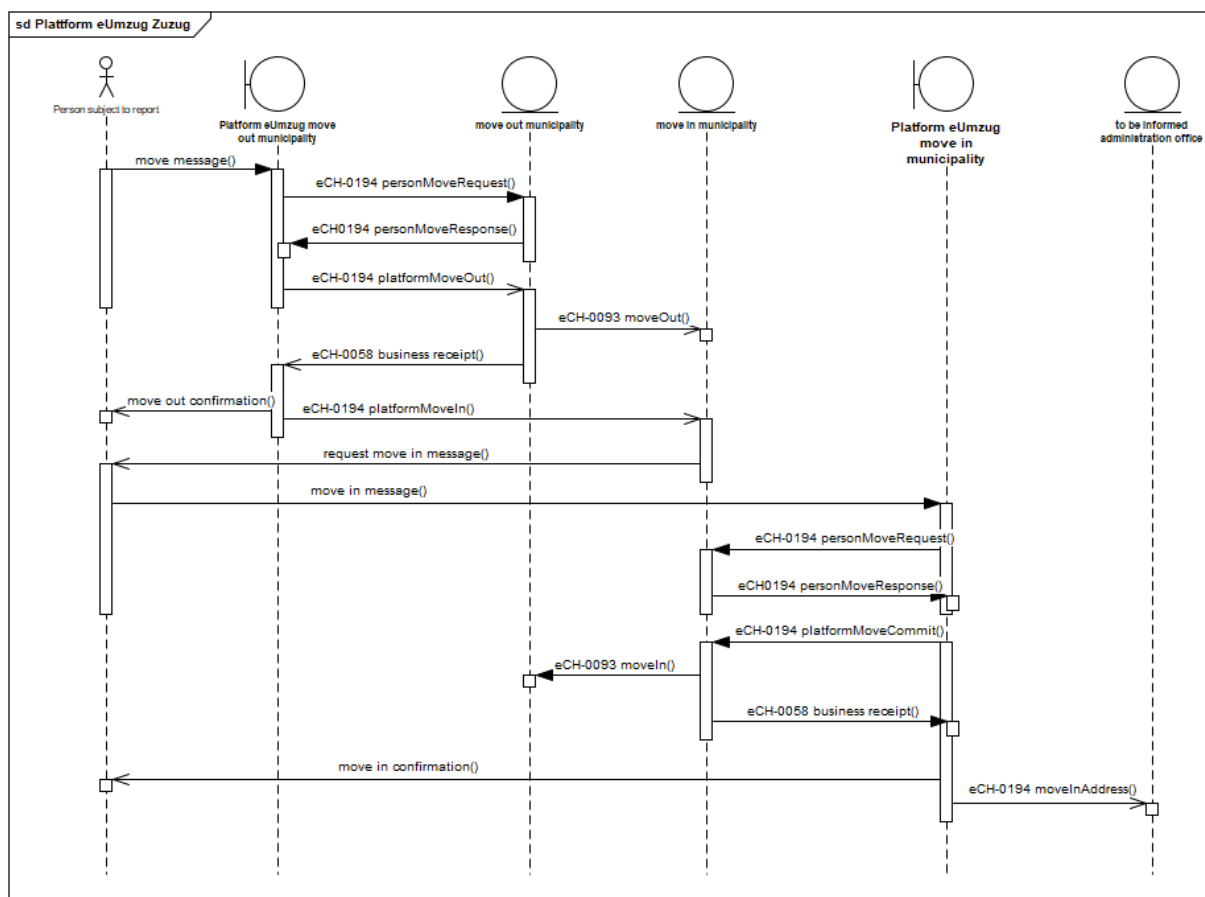 sd Plattform eUmzug Zuzug
Person subject to report
Platform eUmzug move
out municipality
move out municipality
move in municipality
Platform eUmzug
move in
municipality
to be informed
administration office
move message()
eCH-0194 personMoveRequest()
eCH0194 personMoveResponse()
eCH-0194 platformMoveOut()
eCH-0093 moveOut()
eCH-0058 business receipt()
move out confirmation()
eCH-0194 platformMoveIn()
request move in message()
move in message()
eCH-0194 personMoveRequest()
eCH0194 personMoveResponse()
eCH-0194 platformMoveCommit()
eCH-0093 moveIn()
eCH-0058 business receipt()
move in confirmation()
eCH-0194 moveInAddress()